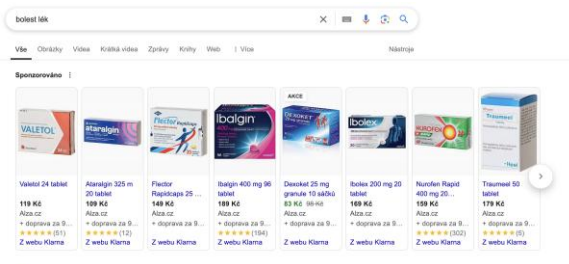 bolest lék
Vše Obrázky Videa Krátká videa Zprávy Knihy Web Více Nástroje
Sponzorováno
AKCE
VALETOL
ataralgin
Flector Rapidcaps
Ibalgin
400
DEXOKET
Ibolex
NUROFEN
Traumeel
Heel
Valetol 24 tablet
119 Kč
Alza.cz
+ doprava za 9…
(51)
Z webu Klarna
Ataralgin 325 m
20 tablet
109 Kč
Alza.cz
+ doprava za 9…
(12)
Z webu Klarna
Flector
Rapidcaps 25 …
149 Kč
Alza.cz
+ doprava za 9…
Z webu Klarna
Ibalgin 400 mg 96
tablet
189 Kč
Alza.cz
+ doprava za 9…
(194)
Z webu Klarna
Dexoket 25 mg
granule 10 sáčků
83 Kč 95 Kč
Alza.cz
+ doprava za 9…
Z webu Klarna
Ibolex 200 mg 20
tablet
169 Kč
Alza.cz
+ doprava za 9…
Z webu Klarna
Nurofen Rapid
400 mg 20…
159 Kč
Alza.cz
+ doprava za 9…
(302)
Z webu Klarna
Traumeel 50
tablet
179 Kč
Alza.cz
+ doprava za 9…
(5)
Z webu Klarna